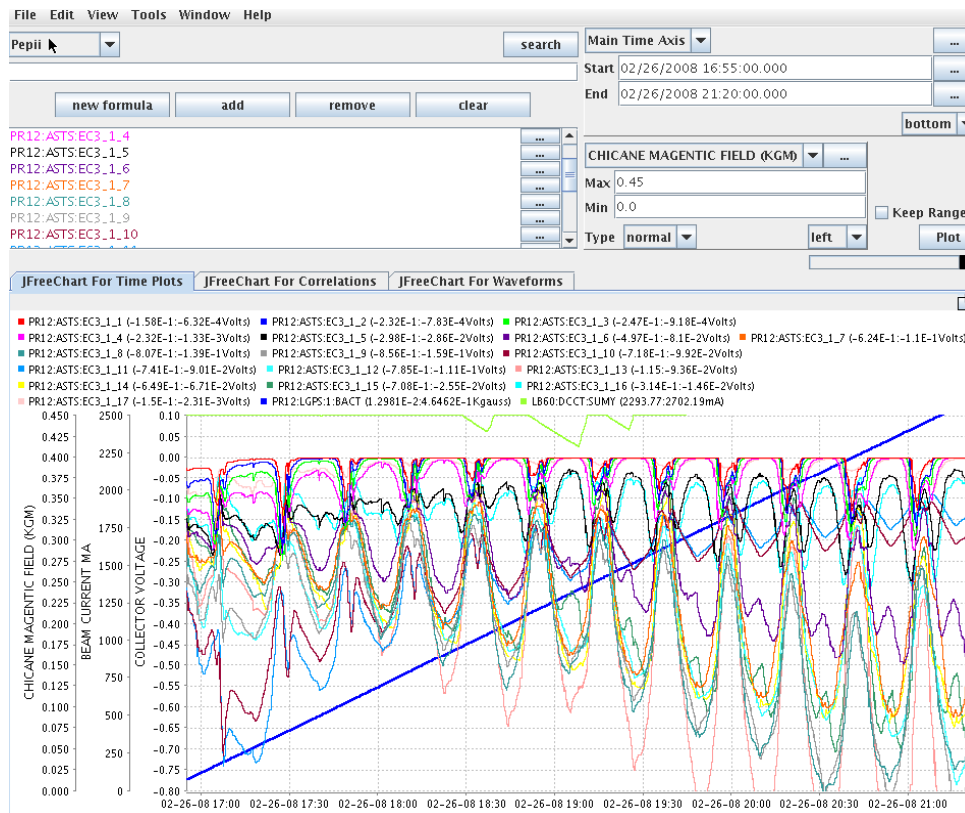 File Edit View Tools Window Help
Pepii
search
new formula add remove clear
PR12:ASTS:EC3_1_4 ...
PR12:ASTS:EC3_1_5 ...
PR12:ASTS:EC3_1_6 ...
PR12:ASTS:EC3_1_7 ...
PR12:ASTS:EC3_1_8 ...
PR12:ASTS:EC3_1_9 ...
PR12:ASTS:EC3_1_10 ...
Main Time Axis ...
Start 02/26/2008 16:55:00.000 ...
End 02/26/2008 21:20:00.000 ...
bottom
CHICANE MAGENTIC FIELD (KGM) ...
Max 0.45
Min 0.0
Keep Range
Type normal left Plot
JFreeChart For Time Plots JFreeChart For Correlations JFreeChart For Waveforms
PR12:ASTS:EC3_1_1 (-1.58E-1:-6.32E-4Volts) PR12:ASTS:EC3_1_2 (-2.32E-1:-7.83E-4Volts) PR12:ASTS:EC3_1_3 (-2.47E-1:-9.18E-4Volts)
PR12:ASTS:EC3_1_4 (-2.32E-1:-1.33E-3Volts) PR12:ASTS:EC3_1_5 (-2.98E-1:-2.86E-2Volts) PR12:ASTS:EC3_1_6 (-4.97E-1:-8.1E-2Volts) PR12:ASTS:EC3_1_7 (-6.24E-1:-1.1E-1Volts)
PR12:ASTS:EC3_1_8 (-8.07E-1:-1.39E-1Volts) PR12:ASTS:EC3_1_9 (-8.56E-1:-1.59E-1Volts) PR12:ASTS:EC3_1_10 (-7.18E-1:-9.92E-2Volts)
PR12:ASTS:EC3_1_11 (-7.41E-1:-9.01E-2Volts) PR12:ASTS:EC3_1_12 (-7.85E-1:-1.11E-1Volts) PR12:ASTS:EC3_1_13 (-1.15:-9.36E-2Volts)
PR12:ASTS:EC3_1_14 (-6.49E-1:-6.71E-2Volts) PR12:ASTS:EC3_1_15 (-7.08E-1:-2.55E-2Volts) PR12:ASTS:EC3_1_16 (-3.14E-1:-1.46E-2Volts)
PR12:ASTS:EC3_1_17 (-1.5E-1:-2.31E-3Volts) PR12:LGPS:1:BACT (1.2981E-2:4.6462E-1Kgauss) LB60:DCCT:SUMY (2293.77:2702.19mA)
CHICANE MAGENTIC FIELD (KGM)
0.450
0.425
0.400
0.375
0.350
0.325
0.300
0.275
0.250
0.225
0.200
0.175
0.150
0.125
0.100
0.075
0.050
0.025
0.000
BEAM CURRENT MA
2500
2250
2000
1750
1500
1250
1000
750
500
250
0
COLLECTOR VOLTAGE
0.10
0.05
0.00
-0.05
-0.10
-0.15
-0.20
-0.25
-0.30
-0.35
-0.40
-0.45
-0.50
-0.55
-0.60
-0.65
-0.70
-0.75
-0.80
02-26-08 17:00 02-26-08 17:30 02-26-08 18:00 02-26-08 18:30 02-26-08 19:00 02-26-08 19:30 02-26-08 20:00 02-26-08 20:30 02-26-08 21:00